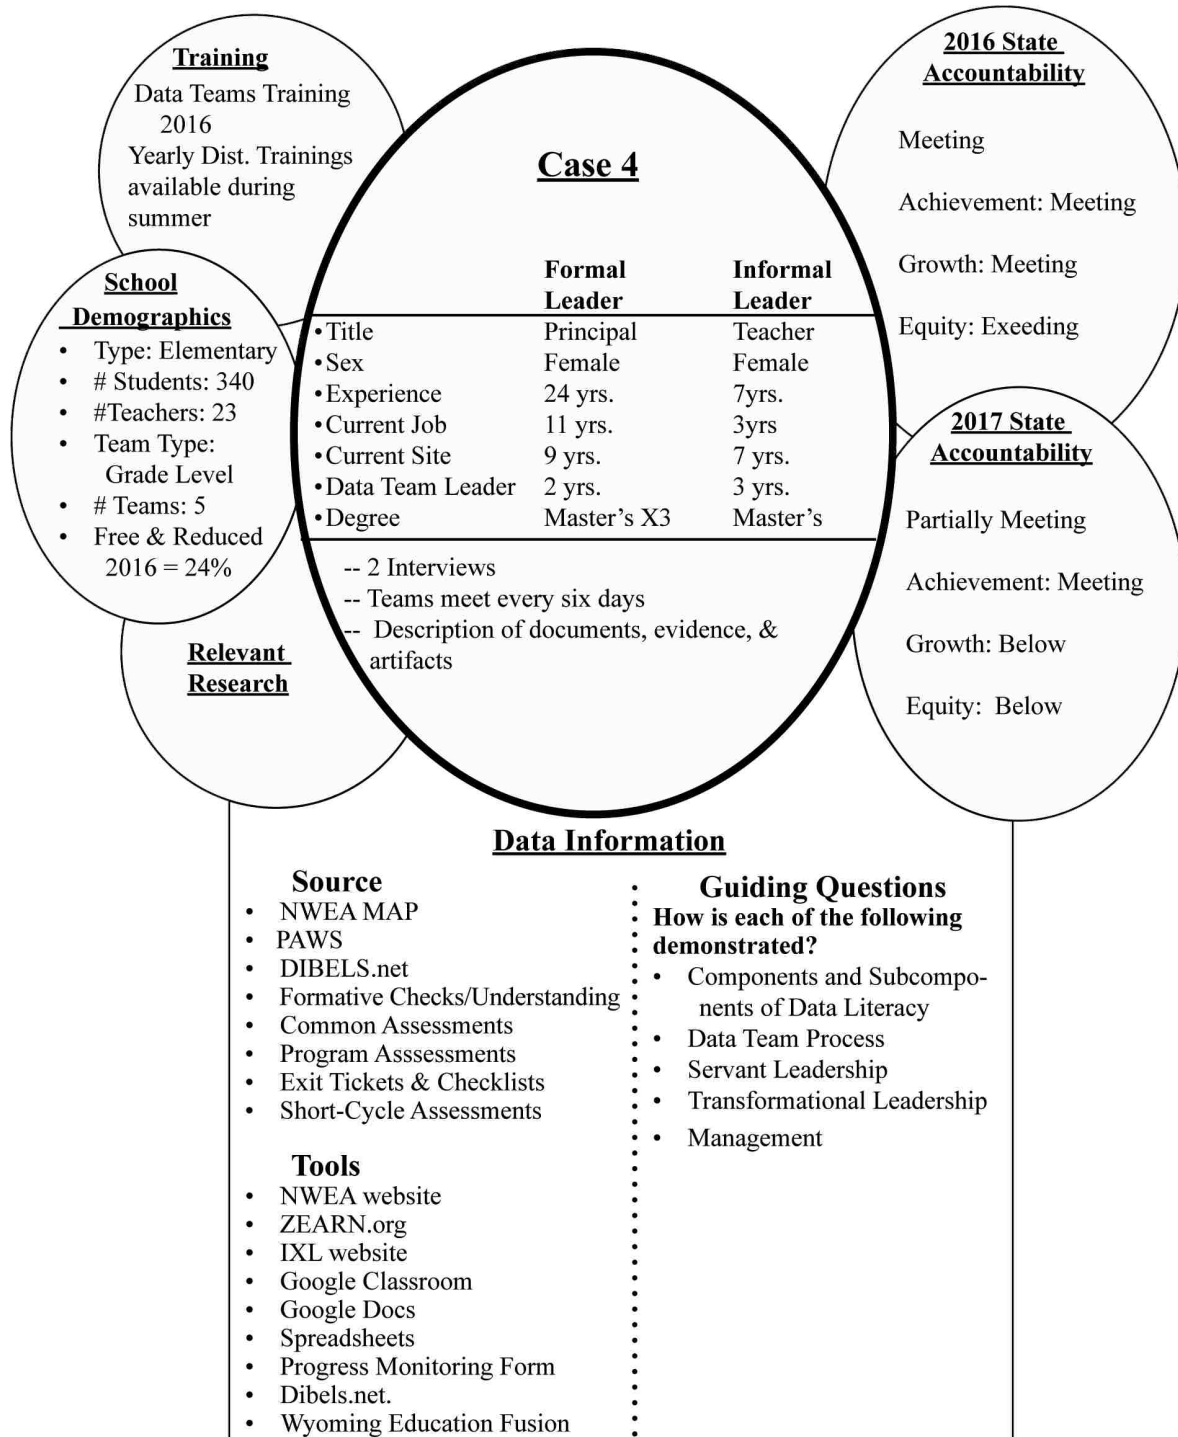 Training
Data Teams Training
2016
Yearly Dist. Trainings
available during
summer
School
Demographics
• Type: Elementary
• # Students: 340
• #Teachers: 23
• Team Type:
Grade Level
• # Teams: 5
• Free & Reduced
2016 = 24%
Relevant
Research
Case 4
Formal Informal
Leader Leader
•Title Principal Teacher
•Sex Female Female
•Experience 24 yrs. 7yrs.
•Current Job 11 yrs. 3yrs
•Current Site 9 yrs. 7 yrs.
•Data Team Leader 2 yrs. 3 yrs.
•Degree Master's X3 Master's
-- 2 Interviews
-- Teams meet every six days
-- Description of documents, evidence, &
artifacts
2016 State
Accountability
Meeting
Achievement: Meeting
Growth: Meeting
Equity: Exeeding
2017 State
Accountability
Partially Meeting
Achievement: Meeting
Growth: Below
Equity: Below
Data Information
Source
• NWEA MAP
• PAWS
• DIBELS.net
• Formative Checks/Understanding
• Common Assessments
• Program Asssessments
• Exit Tickets & Checklists
• Short-Cycle Assessments
Tools
• NWEA website
• ZEARN.org
• IXL website
• Google Classroom
• Google Docs
• Spreadsheets
• Progress Monitoring Form
• Dibels.net.
• Wyoming Education Fusion
Guiding Questions
How is each of the following
demonstrated?
• Components and Subcompo-
nents of Data Literacy
• Data Team Process
• Servant Leadership
• Transformational Leadership
• Management